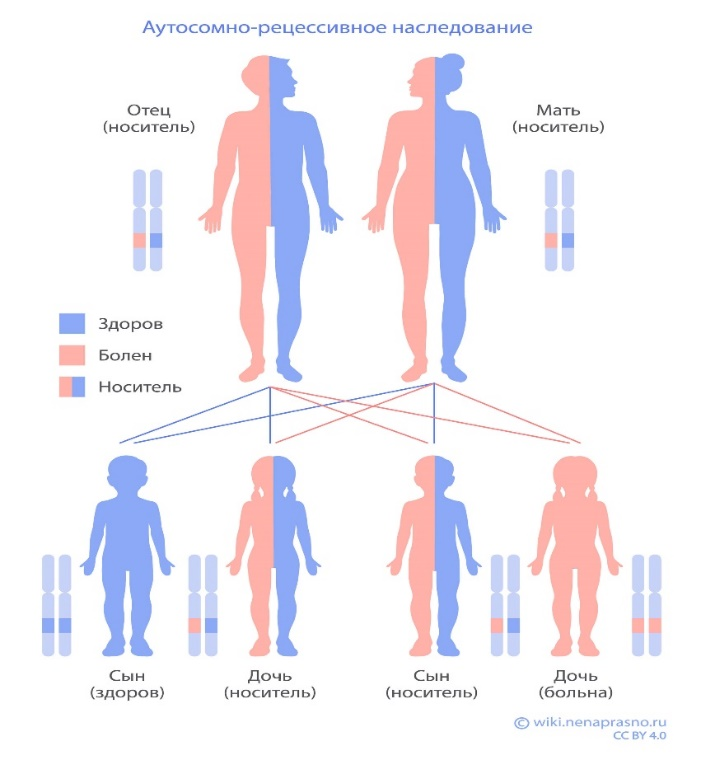 Аутосомно-рецессивное наследование
Отец
(носитель)
Мать
(носитель)
Здоров
Болен
Носитель
Сын
(здоров)
Дочь
(носитель)
Сын
(носитель)
Дочь
(больна)
© wiki.nenaprasno.ru
CC BY 4.0